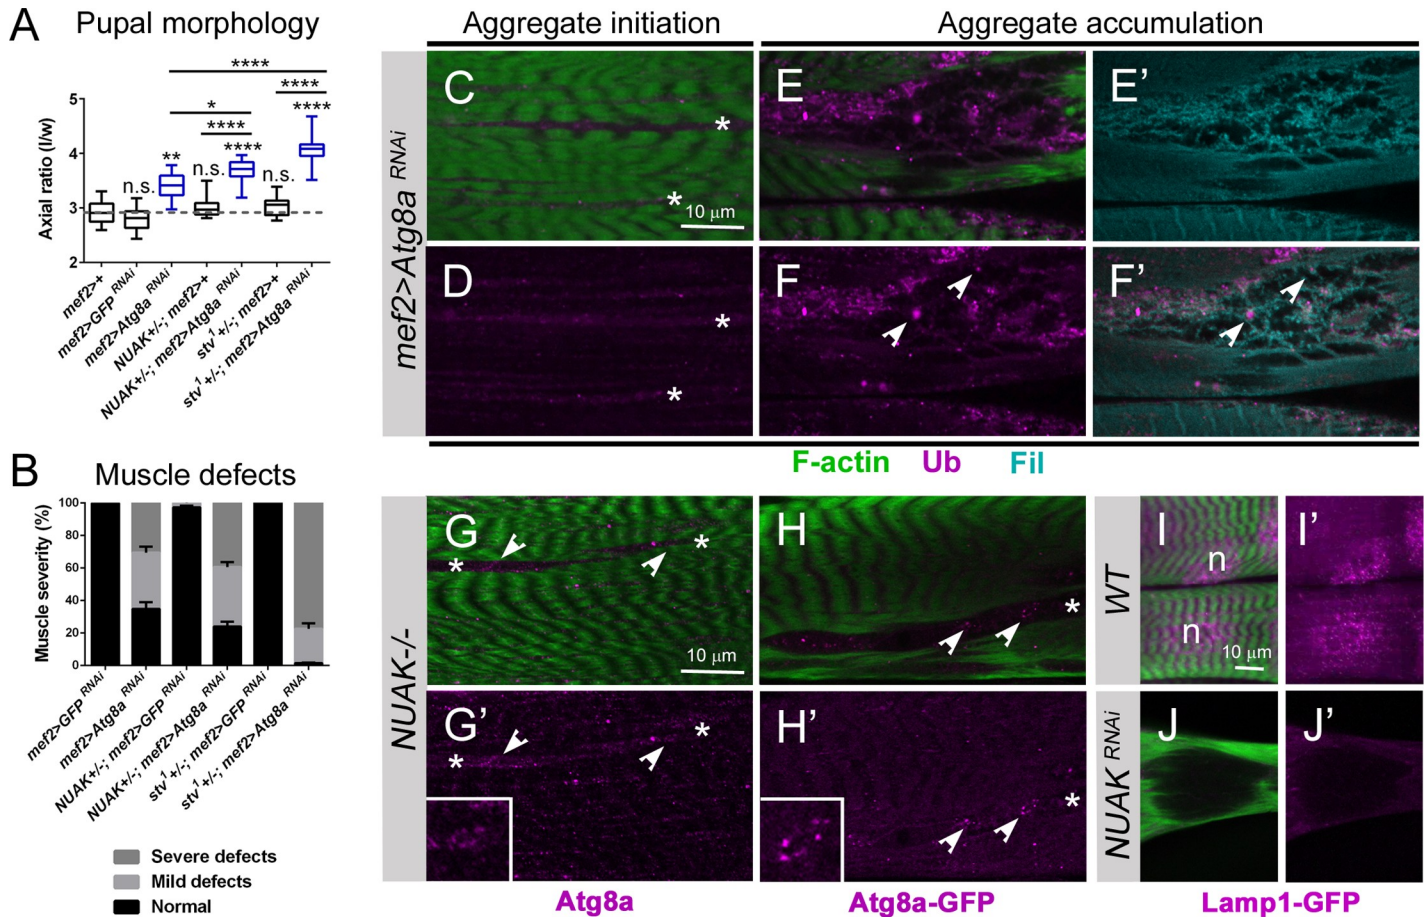 A
Pupal morphology
****
****
*
****
****
****
**
n.s.
n.s.
n.s.
5
4
3
2
Axial ratio (l/w)
mef2>+
mef2>GFP RNAi
mef2>Atg8a RNAi
NUAK+/-; mef2>+
NUAK+/-; mef2>Atg8a RNAi
stv1 +/-; mef2>+
stv1 +/-; mef2>Atg8a RNAi
B
Muscle defects
100
80
60
40
20
0
Muscle severity (%)
mef2>GFP RNAi
mef2>Atg8a RNAi
NUAK+/-; mef2>GFP RNAi
NUAK+/-; mef2>Atg8a RNAi
stv1 +/-; mef2>GFP RNAi
stv1 +/-; mef2>Atg8a RNAi
Severe defects
Mild defects
Normal
Aggregate initiation
Aggregate accumulation
mef2>Atg8a RNAi
C
*
*
10 µm
E
E’
D
*
*
F
F’
F-actin Ub Fil
NUAK-/-
G
*
*
10 µm
H
*
G’
*
*
H’
*
Atg8a
Atg8a-GFP
WT
I
n
n
10 µm
I’
NUAK RNAi
J
J’
Lamp1-GFP